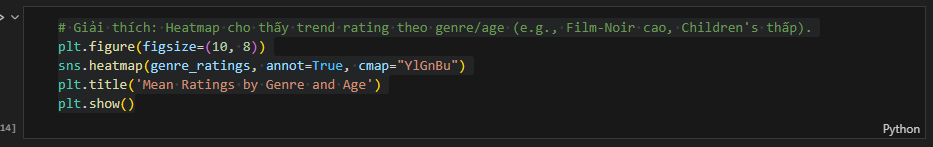 # Giải thích: Heatmap cho thấy trend rating theo genre/age (e.g., Film-Noir cao, Children's thấp).
plt.figure(figsize=(10, 8))
sns.heatmap(genre_ratings, annot=True, cmap="YlGnBu")
plt.title('Mean Ratings by Genre and Age')
plt.show()
14]
Python